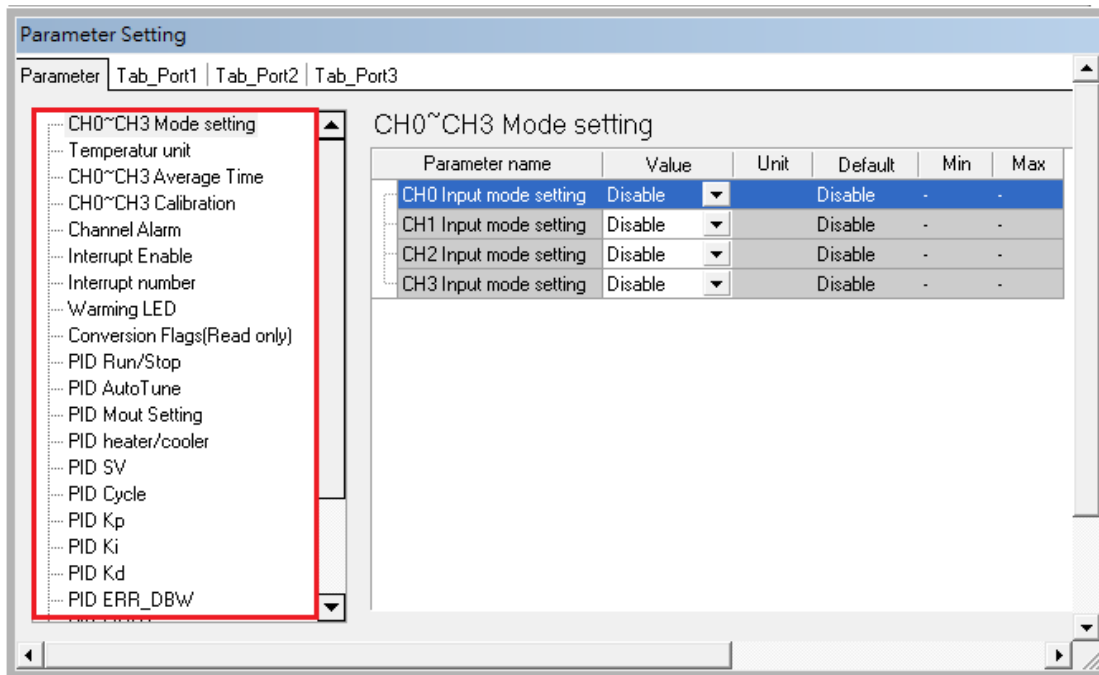 Parameter Setting
Parameter Tab_Port1 Tab_Port2 Tab_Port3
CH0~CH3 Mode setting
Temperatur unit
CH0~CH3 Average Time
CH0~CH3 Calibration
Channel Alarm
Interrupt Enable
Interrupt number
Warming LED
Conversion Flags(Read only)
PID Run/Stop
PID AutoTune
PID Mout Setting
PID heater/cooler
PID SV
PID Cycle
PID Kp
PID Ki
PID Kd
PID ERR_DBW
CH0~CH3 Mode setting
Parameter name Value Unit Default Min Max
CH0 Input mode setting Disable Disable - -
CH1 Input mode setting Disable Disable - -
CH2 Input mode setting Disable Disable - -
CH3 Input mode setting Disable Disable - -